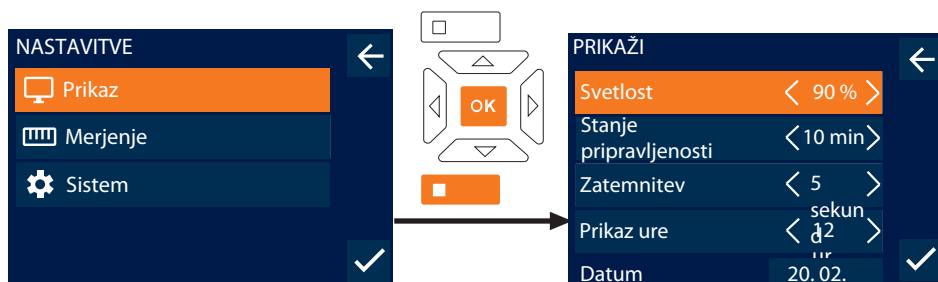 NASTAVITVE
Prikaz
Merjenje
Sistem
OK
PRIKAŽI
Svetlost 90 %
Stanje
pripravljenosti 10 min
Zatemnitev 5
sekun
d
Prikaz ure 12
ur
Datum 20. 02.